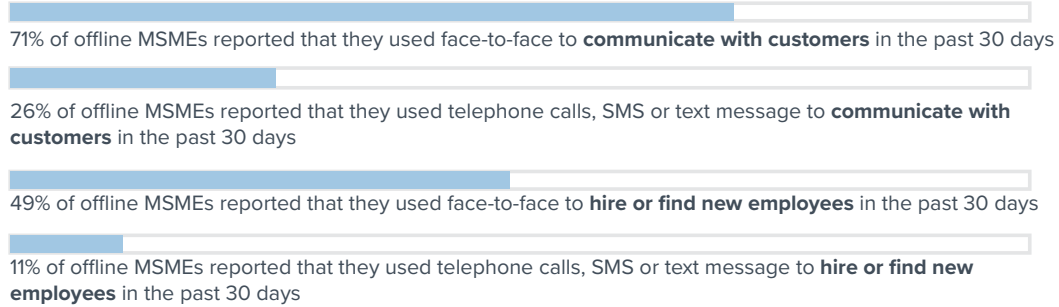 71% of offline MSMEs reported that they used face-to-face to communicate with customers in the past 30 days
26% of offline MSMEs reported that they used telephone calls, SMS or text message to communicate with
customers in the past 30 days
49% of offline MSMEs reported that they used face-to-face to hire or find new employees in the past 30 days
11% of offline MSMEs reported that they used telephone calls, SMS or text message to hire or find new
employees in the past 30 days